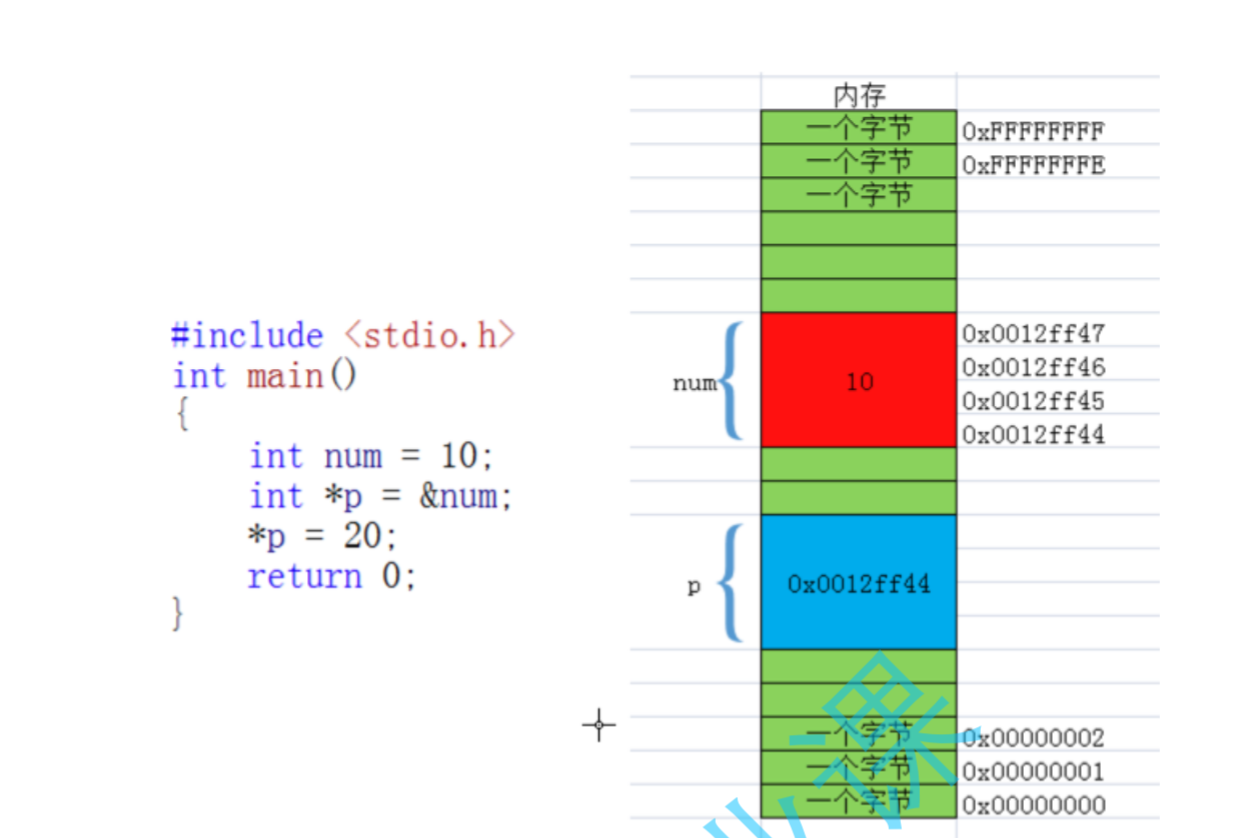 #include <stdio.h>
int main()
{
int num = 10;
int *p = &num;
*p = 20;
return 0;
}
内存
一个字节 0xFFFFFFFF
一个字节 0xFFFFFFFE
一个字节
0x0012ff47
0x0012ff46
num 10
0x0012ff45
0x0012ff44
p 0x0012ff44
一个字节 0x00000002
一个字节 0x00000001
一个字节 0x00000000
课